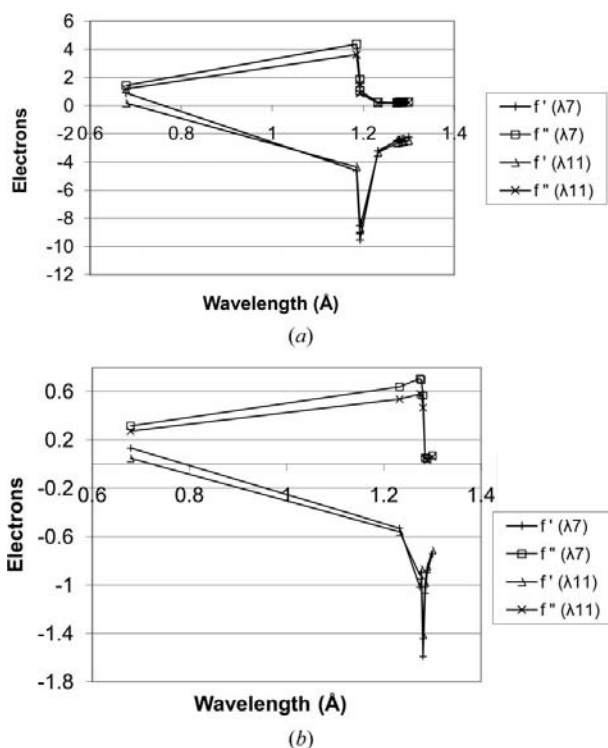 6
4
2
0
-2
-4
-6
-8
-10
-12
0.6 0.8 1 1.2 1.4
Electrons
Wavelength (Å)
f ' (λ7)
f " (λ7)
f ' (λ11)
f " (λ11)
(a)
0.6
0.2
-0.2
-0.6
-1
-1.4
-1.8
0.6 0.8 1 1.2 1.4
Electrons
Wavelength (Å)
f ' (λ7)
f " (λ7)
f ' (λ11)
f " (λ11)
(b)